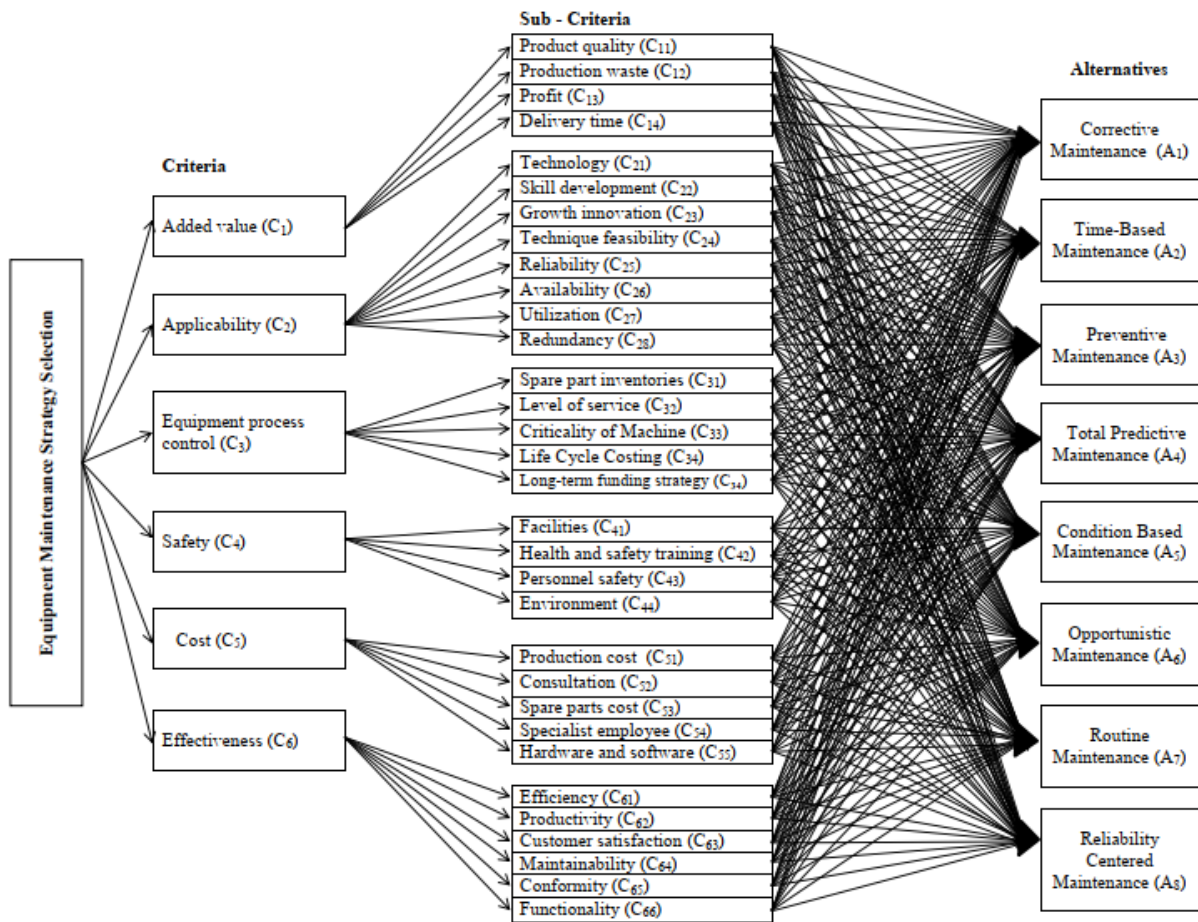 Equipment Maintenance Strategy Selection
Criteria
Added value (C₁)
Applicability (C₂)
Equipment process
control (C₃)
Safety (C₄)
Cost (C₅)
Effectiveness (C₆)
Sub - Criteria
Product quality (C₁₁)
Production waste (C₁₂)
Profit (C₁₃)
Delivery time (C₁₄)
Technology (C₂₁)
Skill development (C₂₂)
Growth innovation (C₂₃)
Technique feasibility (C₂₄)
Reliability (C₂₅)
Availability (C₂₆)
Utilization (C₂₇)
Redundancy (C₂₈)
Spare part inventories (C₃₁)
Level of service (C₃₂)
Criticality of Machine (C₃₃)
Life Cycle Costing (C₃₄)
Long-term funding strategy (C₃₄)
Facilities (C₄₁)
Health and safety training (C₄₂)
Personnel safety (C₄₃)
Environment (C₄₄)
Production cost (C₅₁)
Consultation (C₅₂)
Spare parts cost (C₅₃)
Specialist employee (C₅₄)
Hardware and software (C₅₅)
Efficiency (C₆₁)
Productivity (C₆₂)
Customer satisfaction (C₆₃)
Maintainability (C₆₄)
Conformity (C₆₅)
Functionality (C₆₆)
Alternatives
Corrective
Maintenance (A₁)
Time-Based
Maintenance (A₂)
Preventive
Maintenance (A₃)
Total Predictive
Maintenance (A₄)
Condition Based
Maintenance (A₅)
Opportunistic
Maintenance (A₆)
Routine
Maintenance (A₇)
Reliability
Centered
Maintenance (A₈)